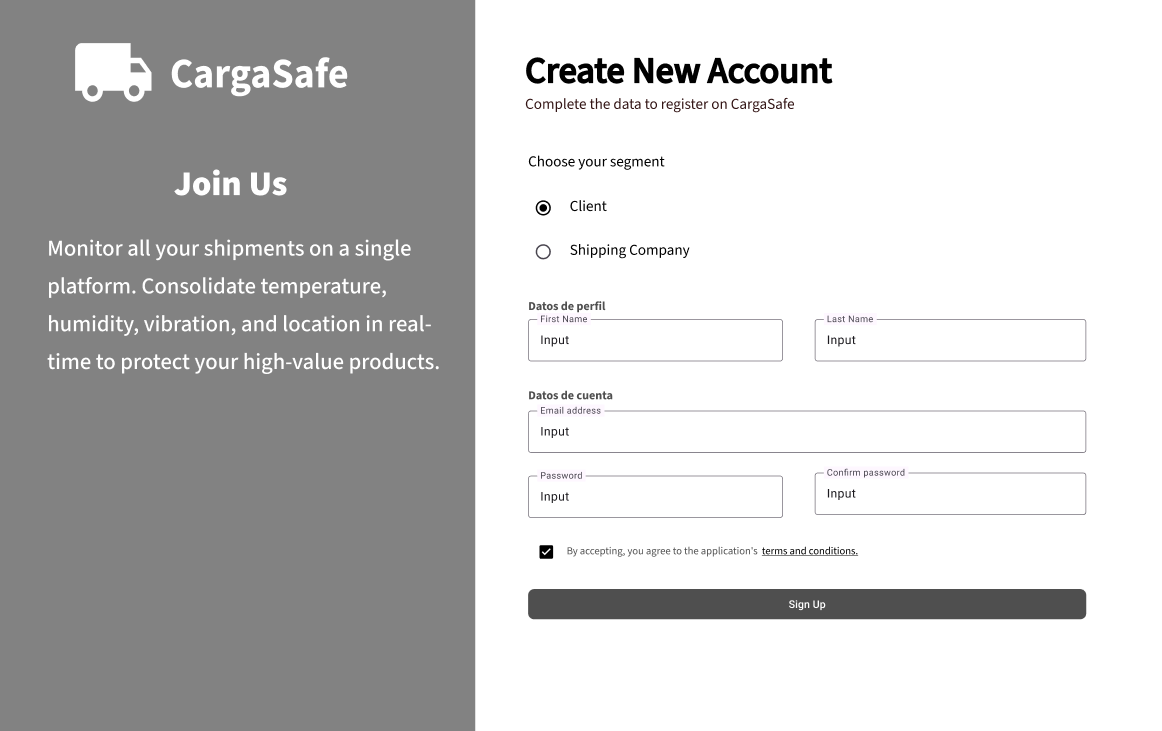 CargaSafe
Join Us
Monitor all your shipments on a single
platform. Consolidate temperature,
humidity, vibration, and location in real-
time to protect your high-value products.
Create New Account
Complete the data to register on CargaSafe
Choose your segment
Client
Shipping Company
Datos de perfil
First Name
Input
Last Name
Input
Datos de cuenta
Email address
Input
Password
Input
Confirm password
Input
By accepting, you agree to the application's terms and conditions.
Sign Up